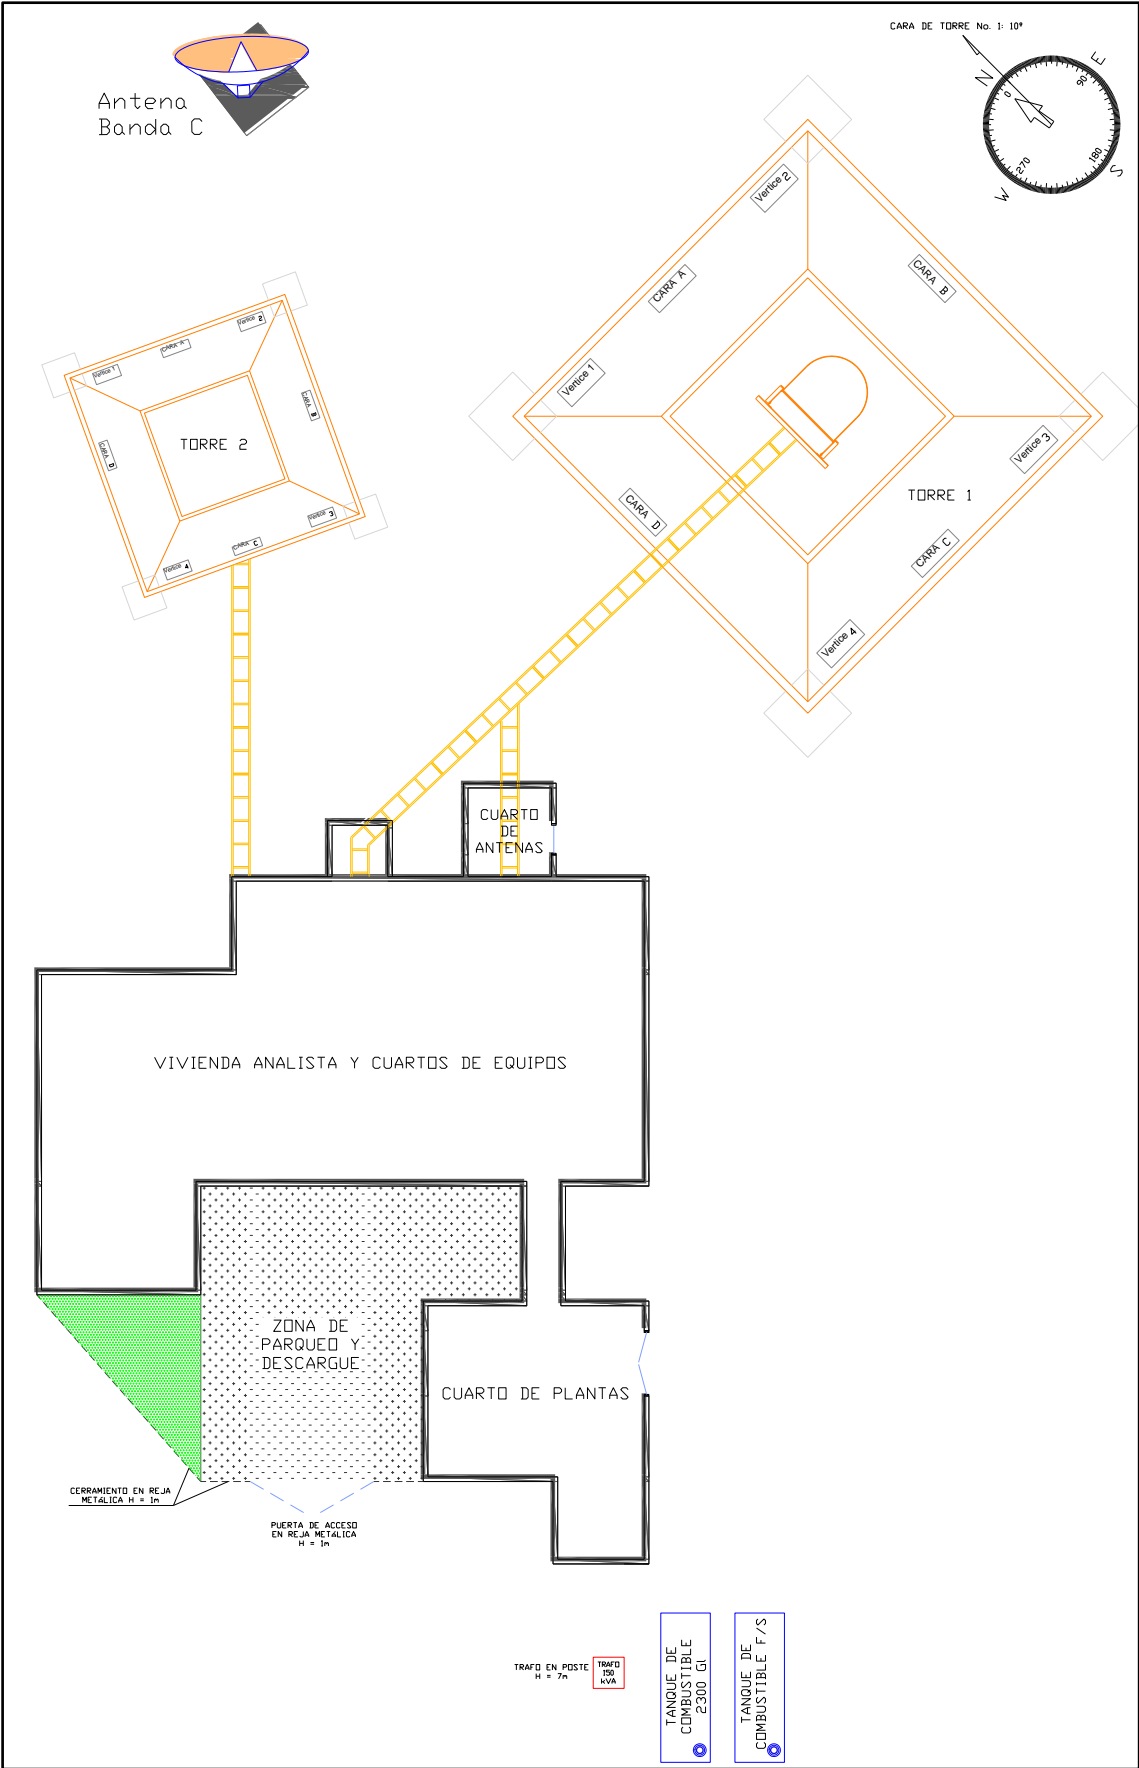 CARA DE TORRE No. 1: 10°
N
E
S
W
0
90
180
270
Antena
Banda C
Vertice 2
CARA A
CARA B
Vertice 1
Vertice 3
CARA D
TORRE 1
CARA C
Vertice 4
Vertice 2
CARA A
Vertice 1
CARA B
TORRE 2
CARA D
Vertice 3
CARA C
Vertice 4
CUARTO
DE
ANTENAS
VIVIENDA ANALISTA Y CUARTOS DE EQUIPOS
ZONA DE
PARQUEO Y
DESCARGUE
CUARTO DE PLANTAS
CERRAMIENTO EN REJA
METáLICA H = 1m
PUERTA DE ACCESO
EN REJA METáLICA
H = 1m
TRAFO EN POSTE
H = 7m
TRAFO
150
kVA
TANQUE DE
COMBUSTIBLE
2300 Gl
TANQUE DE
COMBUSTIBLE F/S